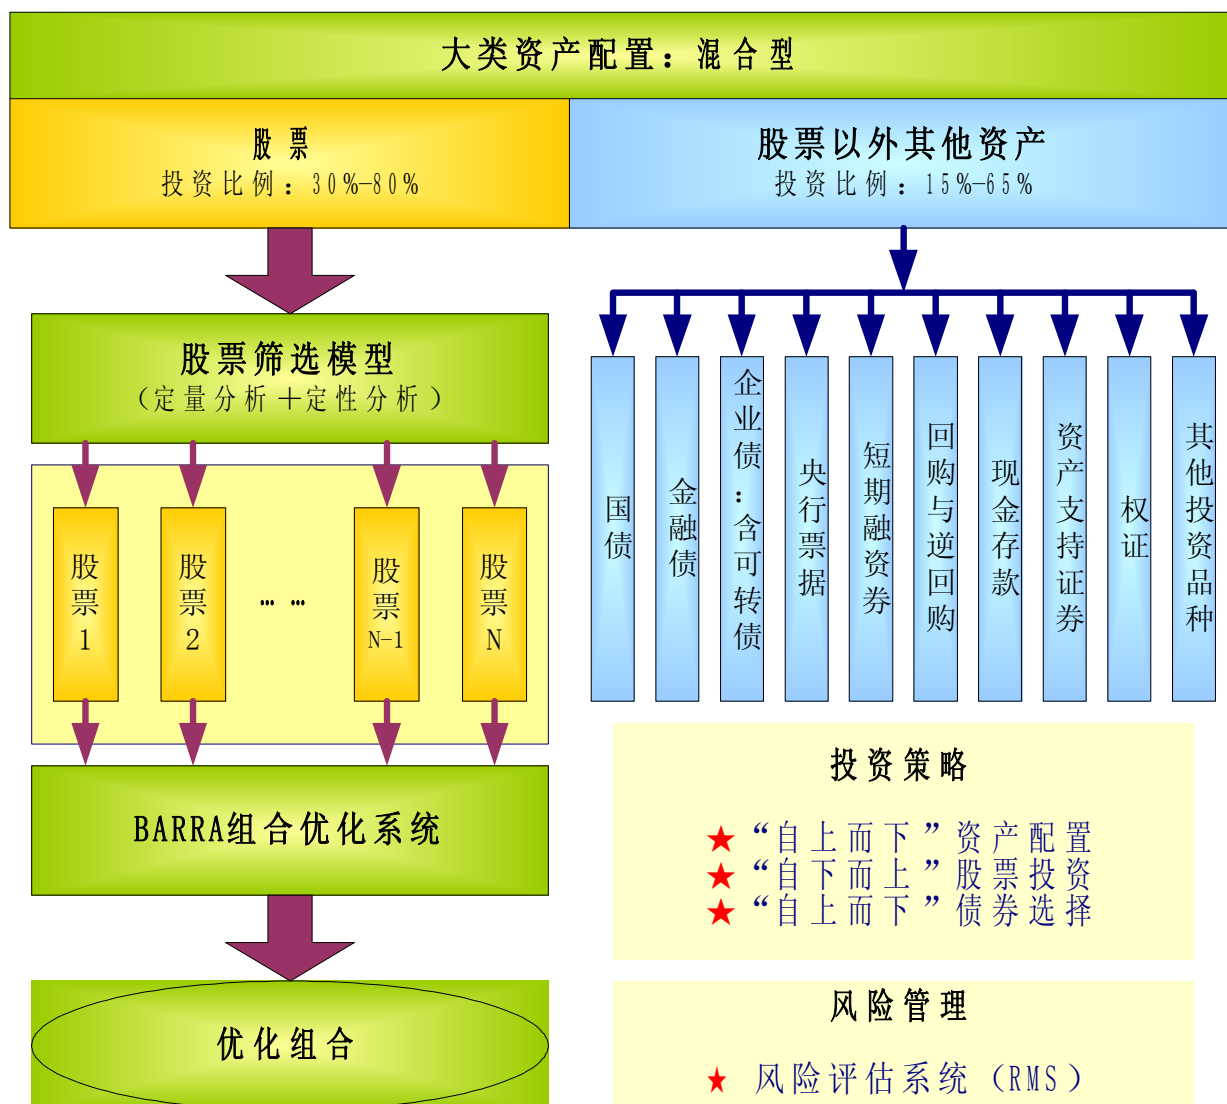 大类资产配置：混合型
股票
投资比例：30%-80%
股票以外其他资产
投资比例：15%-65%
股票筛选模型
（定量分析＋定性分析）
股票1
股票2
……
股票N-1
股票N
BARRA组合优化系统
优化组合
国债
金融债
企业债：含可转债
央行票据
短期融资券
回购与逆回购
现金存款
资产支持证券
权证
其他投资品种
投资策略
★“自上而下”资产配置
★“自下而上”股票投资
★“自上而下”债券选择
风险管理
★ 风险评估系统（RMS）